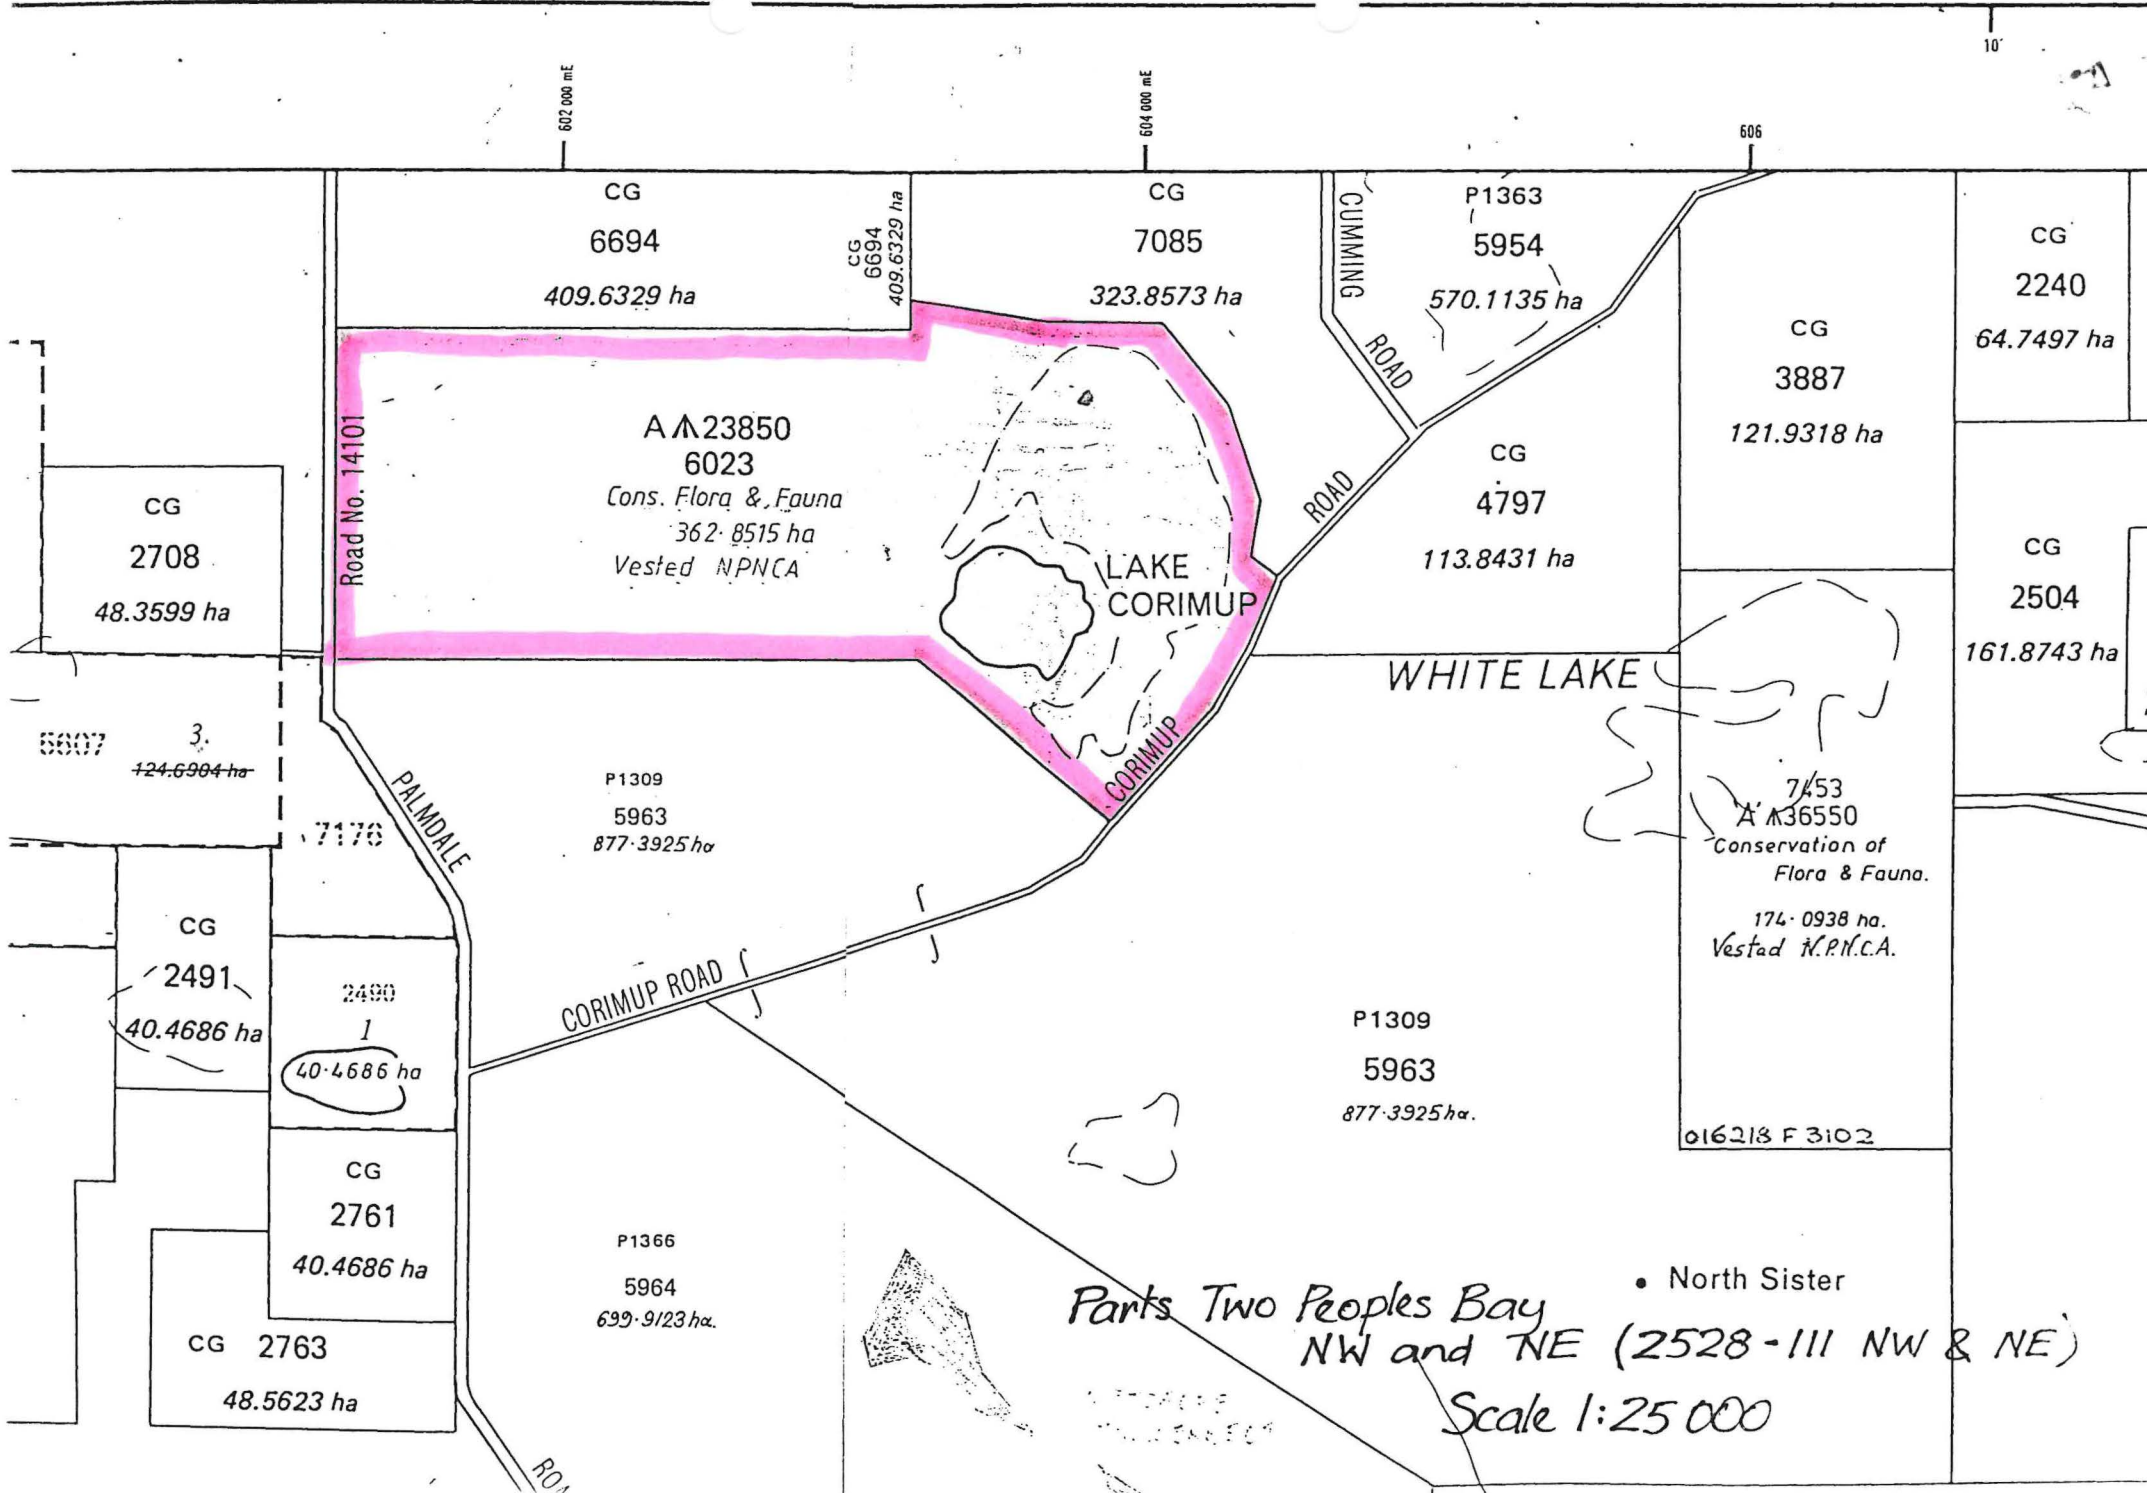 10'
602 000 mE
604 000 mE
606
CG
6694
409.6329 ha
CG
6694
409.6329 ha
CG
7085
323.8573 ha
CUMMING
ROAD
P1363
5954
570.1135 ha
CG
2240
64.7497 ha
CG
3887
121.9318 ha
A 23850
6023
Cons. Flora & Fauna
362·8515 ha
Vested NPNCA
Road No. 14101
CG
2708
48.3599 ha
LAKE
CORIMUP
ROAD
CG
4797
113.8431 ha
CG
2504
161.8743 ha
WHITE LAKE
5607
3.
124.6904 ha
7176
PALMDALE
P1309
5963
877·3925 ha
CORIMUP
7453
'A' 36550
Conservation of
Flora & Fauna.
174·0938 ha.
Vested N.P.N.C.A.
CG
2491
40.4686 ha
2490
1
40·4686 ha
CORIMUP ROAD
P1309
5963
877·3925 ha.
016218 F 3102
CG
2761
40.4686 ha
P1366
5964
699·9123 ha.
CG 2763
48.5623 ha
• North Sister
Parts Two Peoples Bay
NW and NE (2528-III NW & NE)
Scale 1:25 000